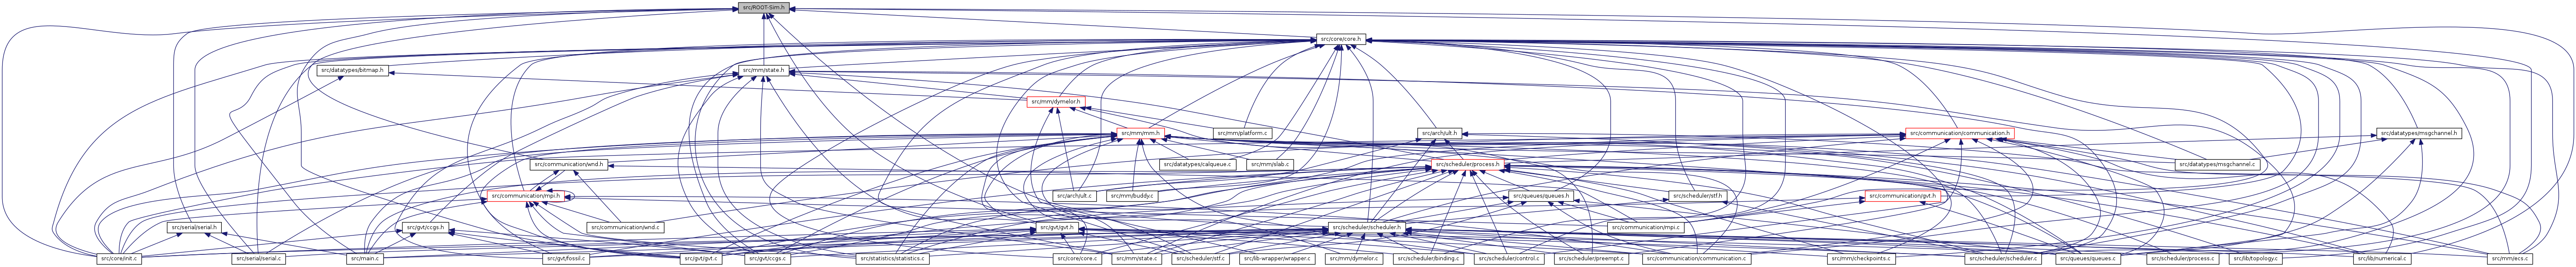 src/ROOT-Sim.h
src/core/core.h
src/datatypes/bitmap.h
src/mm/state.h
src/mm/dymelor.h
src/mm/platform.c
src/mm/mm.h
src/arch/ult.h
src/communication/communication.h
src/datatypes/msgchannel.h
src/communication/wnd.h
src/datatypes/calqueue.c
src/mm/slab.c
src/scheduler/process.h
src/datatypes/msgchannel.c
src/communication/mpi.h
src/arch/ult.c
src/mm/buddy.c
src/queues/queues.h
src/scheduler/stf.h
src/communication/gvt.h
src/serial/serial.h
src/gvt/ccgs.h
src/communication/wnd.c
src/gvt/gvt.h
src/scheduler/scheduler.h
src/communication/mpi.c
src/core/init.c
src/serial/serial.c
src/main.c
src/gvt/fossil.c
src/gvt/gvt.c
src/gvt/ccgs.c
src/statistics/statistics.c
src/core/core.c
src/mm/state.c
src/scheduler/stf.c
src/lib-wrapper/wrapper.c
src/mm/dymelor.c
src/scheduler/binding.c
src/scheduler/control.c
src/scheduler/preempt.c
src/communication/communication.c
src/mm/checkpoints.c
src/scheduler/scheduler.c
src/queues/queues.c
src/scheduler/process.c
src/lib/topology.c
src/lib/numerical.c
src/mm/ecs.c